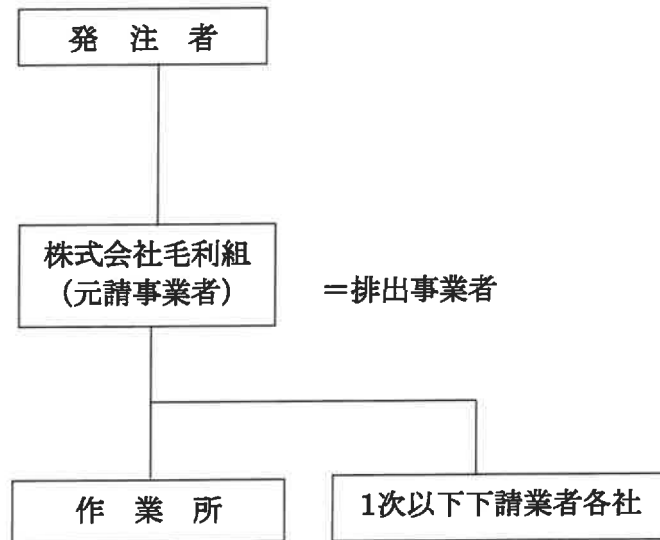 発 注 者
株式会社毛利組
(元請事業者)
=排出事業者
作 業 所
1次以下下請業者各社